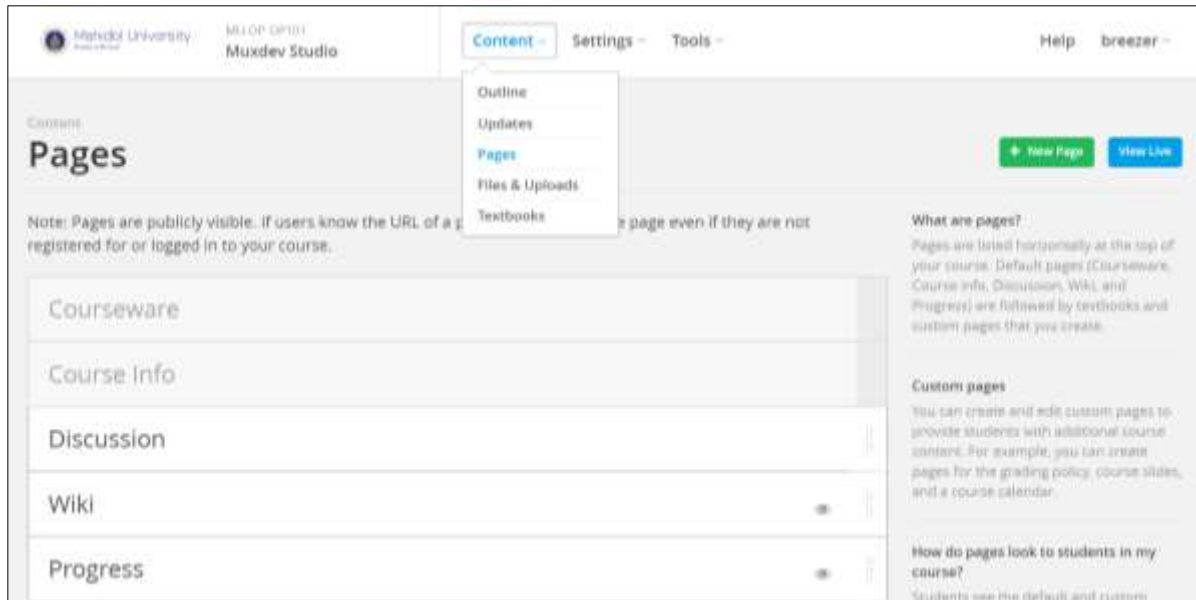 Mahidol University
Muxdev Studio
Content
Settings
Tools
Help
breezer
Outline
Updates
Pages
Files & Uploads
Textbooks
Content
Pages
New Page
View Live
Note: Pages are publicly visible. If users know the URL of a p
e page even if they are not
registered for or logged in to your course.
Courseware
Course Info
Discussion
Wiki
Progress
What are pages?
Pages are listed horizontally at the top of
your course. Default pages (Courseware,
Course info, Discussion, Wiki, and
Progress) are followed by textbooks and
custom pages that you create.
Custom pages
You can create and edit custom pages to
provide students with additional course
content. For example, you can create
pages for the grading policy, course slides,
and a course calendar.
How do pages look to students in my
course?
Students see the default and custom